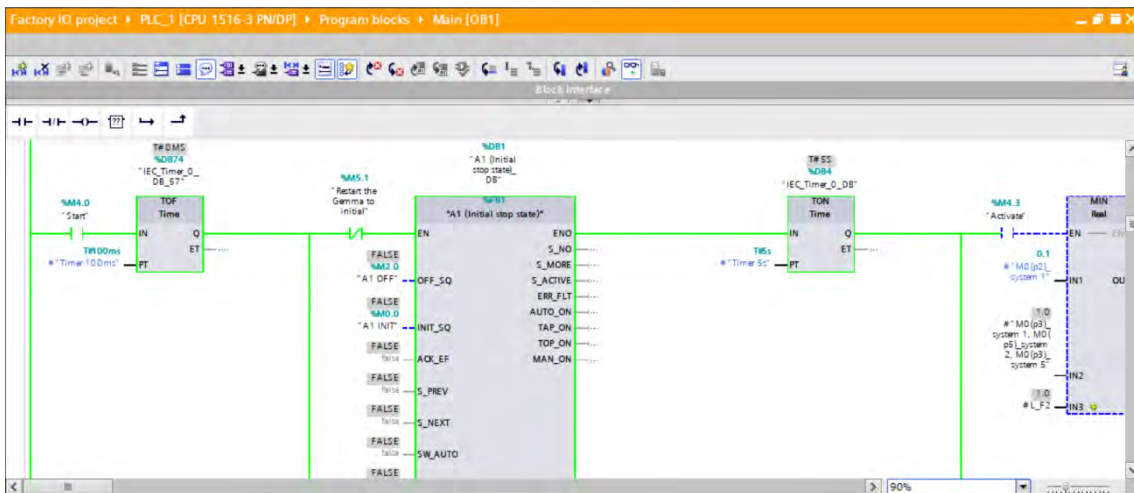 Factory IO project ▸ PLC_1 [CPU 1516-3 PN/DP] ▸ Program blocks ▸ Main [OB1]
Block interface
T#0MS
%DB74
"IEC_Timer_0_
DB_57"
TOF
Time
IN
Q
ET
PT
%M4.0
"Start"
T#100ms
#"Timer 100ms"
%M5.1
"Restart the
Gemma to
initial"
%DB1
"A1 (Initial
stop state)_
DB"
%FB1
"A1 (Initial stop state)"
EN
ENO
S_NO
S_MORE
S_ACTIVE
ERR_FLT
AUTO_ON
TAP_ON
TOP_ON
MAN_ON
FALSE
%M2.0
"A1 OFF"
OFF_SQ
FALSE
%M0.0
"A1 INIT"
INIT_SQ
FALSE
false
ACK_EF
FALSE
false
S_PREV
FALSE
false
S_NEXT
FALSE
false
SW_AUTO
FALSE
T#5S
%DB4
"IEC_Timer_0_DB"
TON
Time
IN
Q
ET
PT
T#5s
#"Timer 5s"
%M4.3
"Activate"
MIN
Real
EN
EN
0.1
#"M0(p2)_
system 1"
IN1
OU
1.0
#"M0(p3)_
system 1, M0(
p5)_system
2, M0(p3)_
system 5"
IN2
1.0
#L_F2
IN3
90%